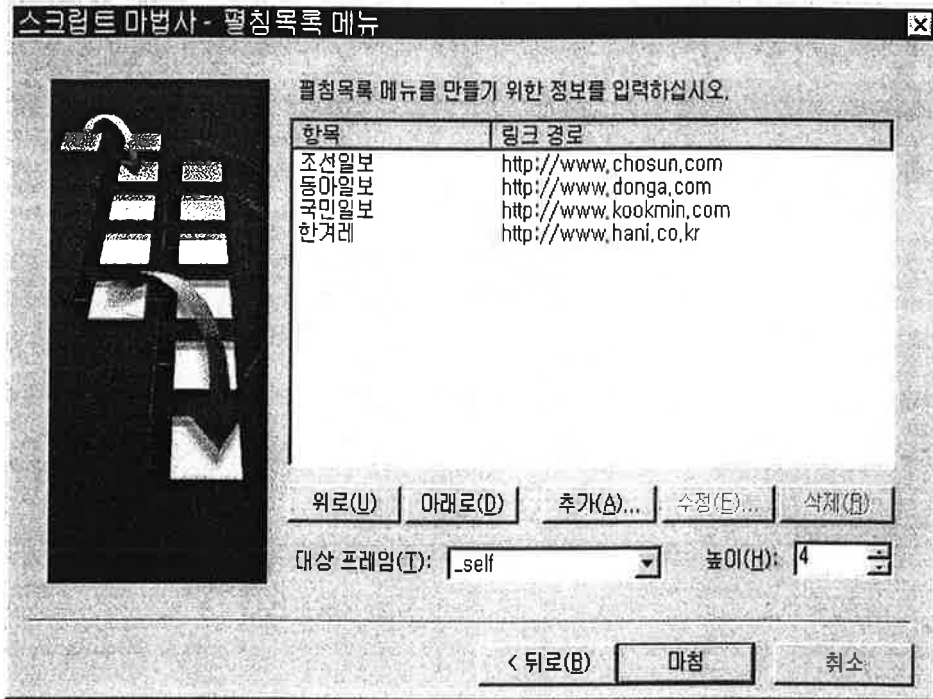 스크립트 마법사 - 펼침목록 메뉴
펼침목록 메뉴를 만들기 위한 정보를 입력하십시오.
항목 링크 경로
조선일보 http://www.chosun.com
동아일보 http://www.donga.com
국민일보 http://www.kookmin.com
한겨레 http://www.hani.co.kr
위로(U) 아래로(D) 추가(A)... 수정(E)... 삭제(R)
대상 프레임(T): _self 높이(H): 4
< 뒤로(B) 마침 취소